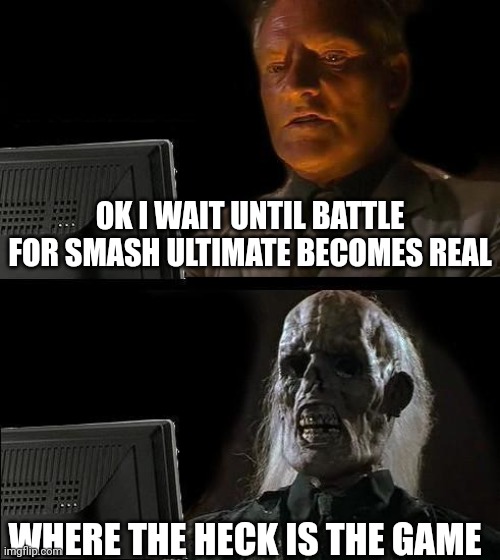 OK I WAIT UNTIL BATTLE
FOR SMASH ULTIMATE BECOMES REAL
WHERE THE HECK IS THE GAME
imgflip.com